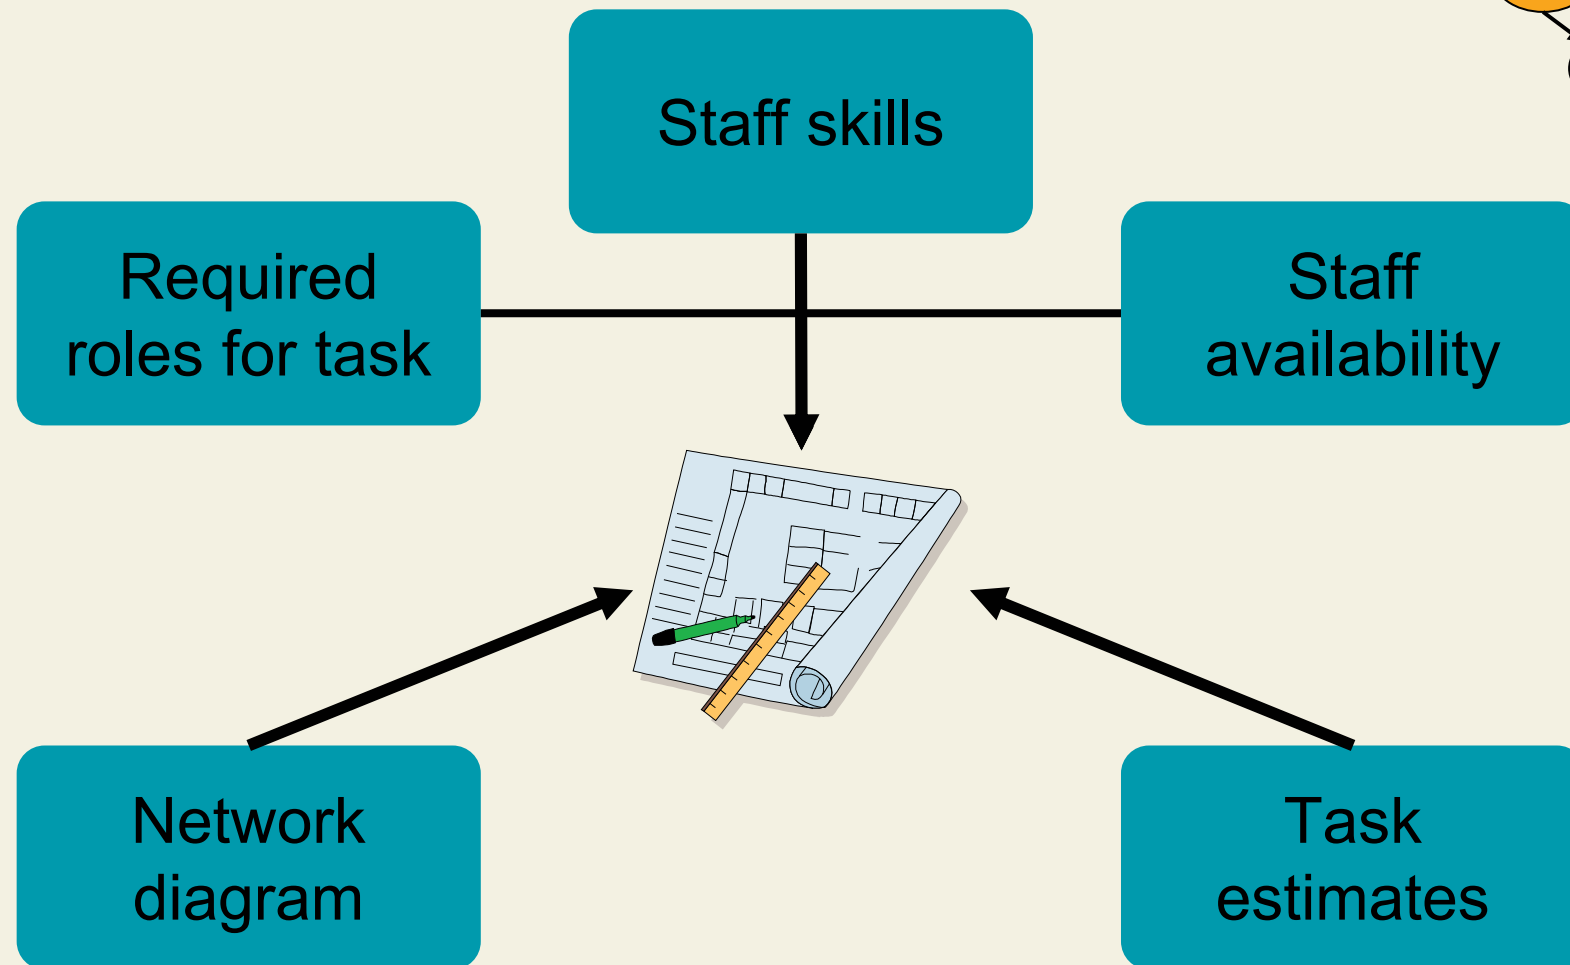 Staff skills
Required
roles for task
Staff
availability
Network
diagram
Task
estimates